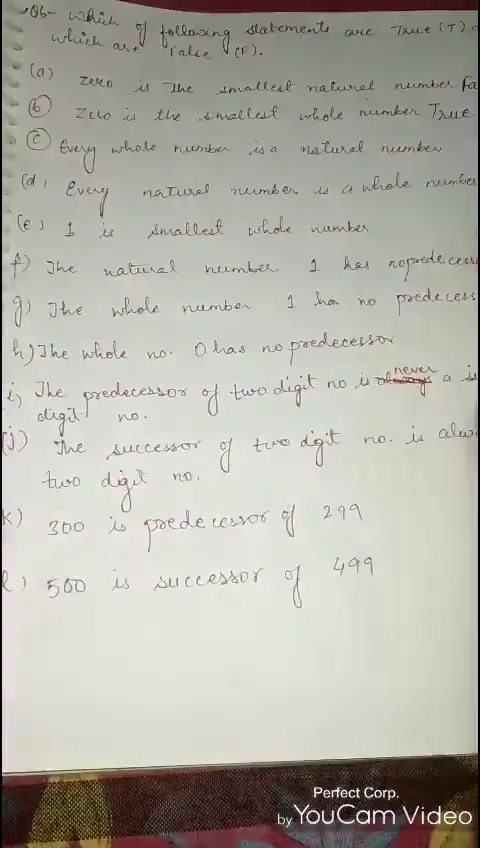 Q6- Which of following statements are True (T)
which are False (F).
(a) Zero is the smallest natural number Fa
(b) Zero is the smallest whole number True
(c) Every whole number is a natural number
(d) Every natural number is a whole number
(e) 1 is smallest whole number
f) The natural number 1 has no predecess
g) The whole number 1 has no predecess
h) The whole no. 0 has no predecessor
never
i) The predecessor of two digit no is always a si
digit no.
(j) The successor of two digit no. is alwa
two digit no.
k) 300 is predecessor of 299
l) 500 is successor of 499
Perfect Corp.
by YouCam Video